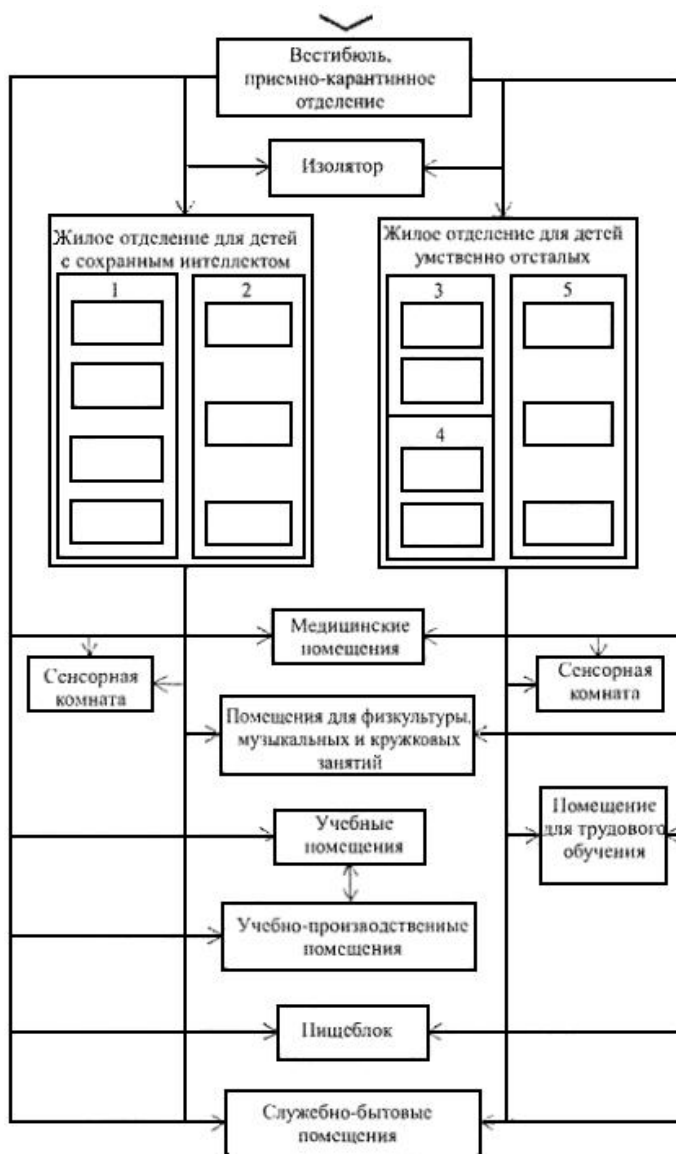 Вестибюль,
приемно-карантинное
отделение
Изолятор
Жилое отделение для детей
с сохранным интеллектом
1
2
Жилое отделение для детей
умственно отсталых
3
5
4
Медицинские
помещения
Сенсорная
комната
Сенсорная
комната
Помещения для физкультуры,
музыкальных и кружковых
занятий
Учебные
помещения
Помещение
для трудового
обучения
Учебно-производственные
помещения
Пищеблок
Служебно-бытовые
помещения